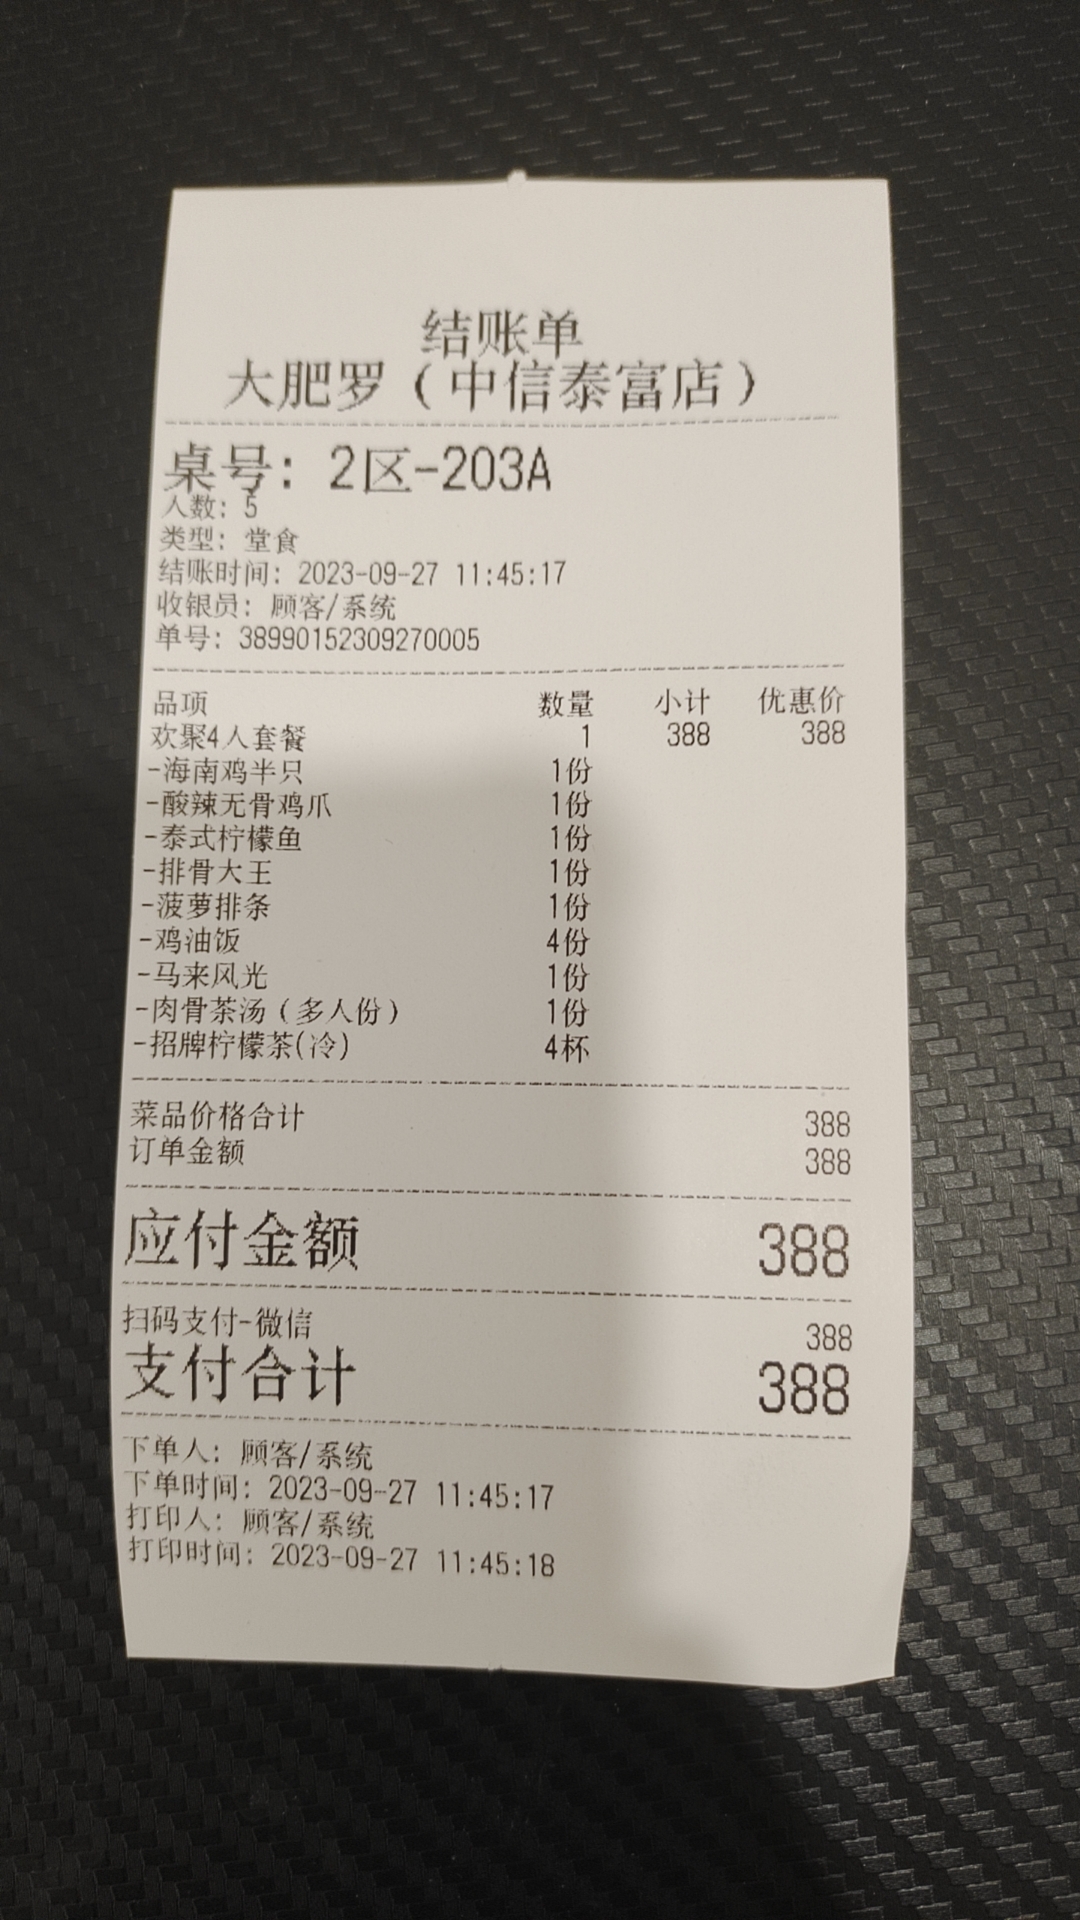 结账单
大肥罗（中信泰富店）
桌号：2区-203A
人数：5
类型：堂食
结账时间：2023-09-27 11:45:17
收银员：顾客/系统
单号：38990152309270005
品项 数量 小计 优惠价
欢聚4人套餐 1 388 388
-海南鸡半只 1份
-酸辣无骨鸡爪 1份
-泰式柠檬鱼 1份
-排骨大王 1份
-菠萝排条 1份
-鸡油饭 4份
-马来风光 1份
-肉骨茶汤（多人份） 1份
-招牌柠檬茶(冷) 4杯
菜品价格合计 388
订单金额 388
应付金额 388
扫码支付-微信 388
支付合计 388
下单人：顾客/系统
下单时间：2023-09-27 11:45:17
打印人：顾客/系统
打印时间：2023-09-27 11:45:18